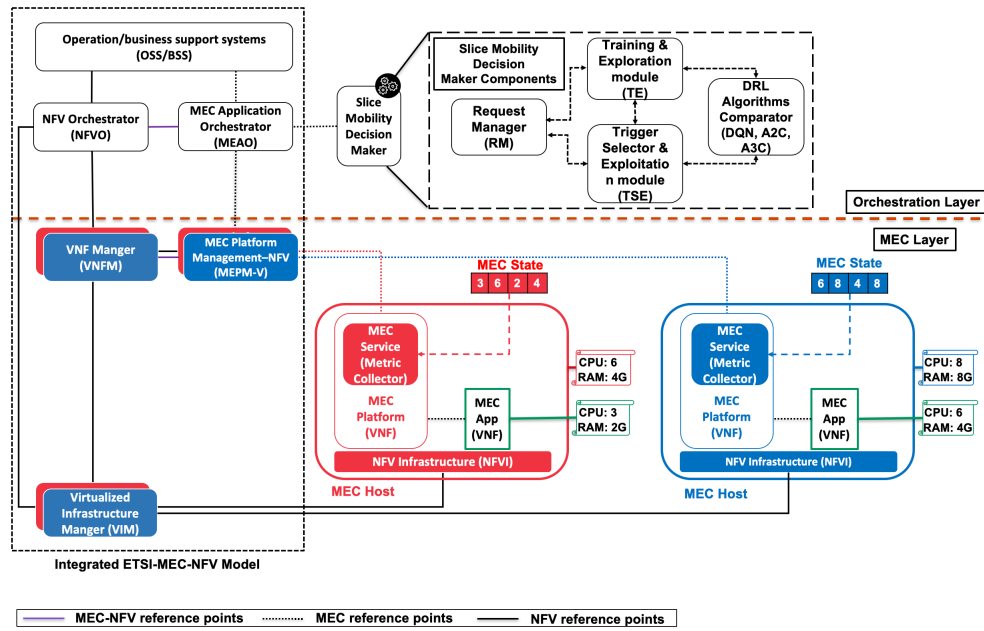 Operation/business support systems
(OSS/BSS)
NFV Orchestrator
(NFVO)
MEC Application
Orchestrator
(MEAO)
Slice
Mobility
Decision
Maker
Slice Mobility
Decision
Maker Components
Training &
Exploration
module
(TE)
Request
Manager
(RM)
Trigger
Selector &
Exploitatio
n module
(TSE)
DRL
Algorithms
Comparator
(DQN, A2C,
A3C)
Orchestration Layer
MEC Layer
VNF Manger
(VNFM)
MEC Platform
Management–NFV
(MEPM-V)
MEC State
3 6 2 4
MEC
Service
(Metric
Collector)
MEC
Platform
(VNF)
MEC
App
(VNF)
CPU: 6
RAM: 4G
CPU: 3
RAM: 2G
NFV Infrastructure (NFVI)
MEC Host
MEC State
6 8 4 8
MEC
Service
(Metric
Collector)
MEC
Platform
(VNF)
MEC
App
(VNF)
CPU: 8
RAM: 8G
CPU: 6
RAM: 4G
NFV Infrastructure (NFVI)
MEC Host
Virtualized
Infrastructure
Manger (VIM)
Integrated ETSI-MEC-NFV Model
MEC-NFV reference points
MEC reference points
NFV reference points